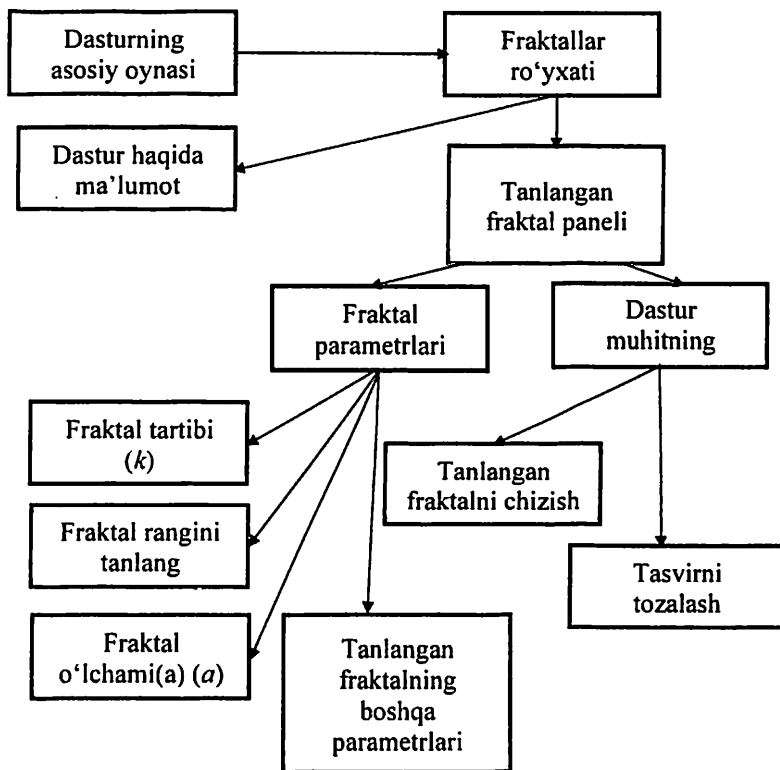 Dasturning
asosiy oynasi
Fraktallar
ro‘yxati
Dastur haqida
ma’lumot
Tanlangan
fraktal paneli
Fraktal
parametrlari
Dastur
muhitning
Fraktal tartibi
(k)
Tanlangan
fraktalni chizish
Fraktal rangini
tanlang
Tasvirni
tozalash
Fraktal
o‘lchami(a) (a)
Tanlangan
fraktalning
boshqa
parametrlari